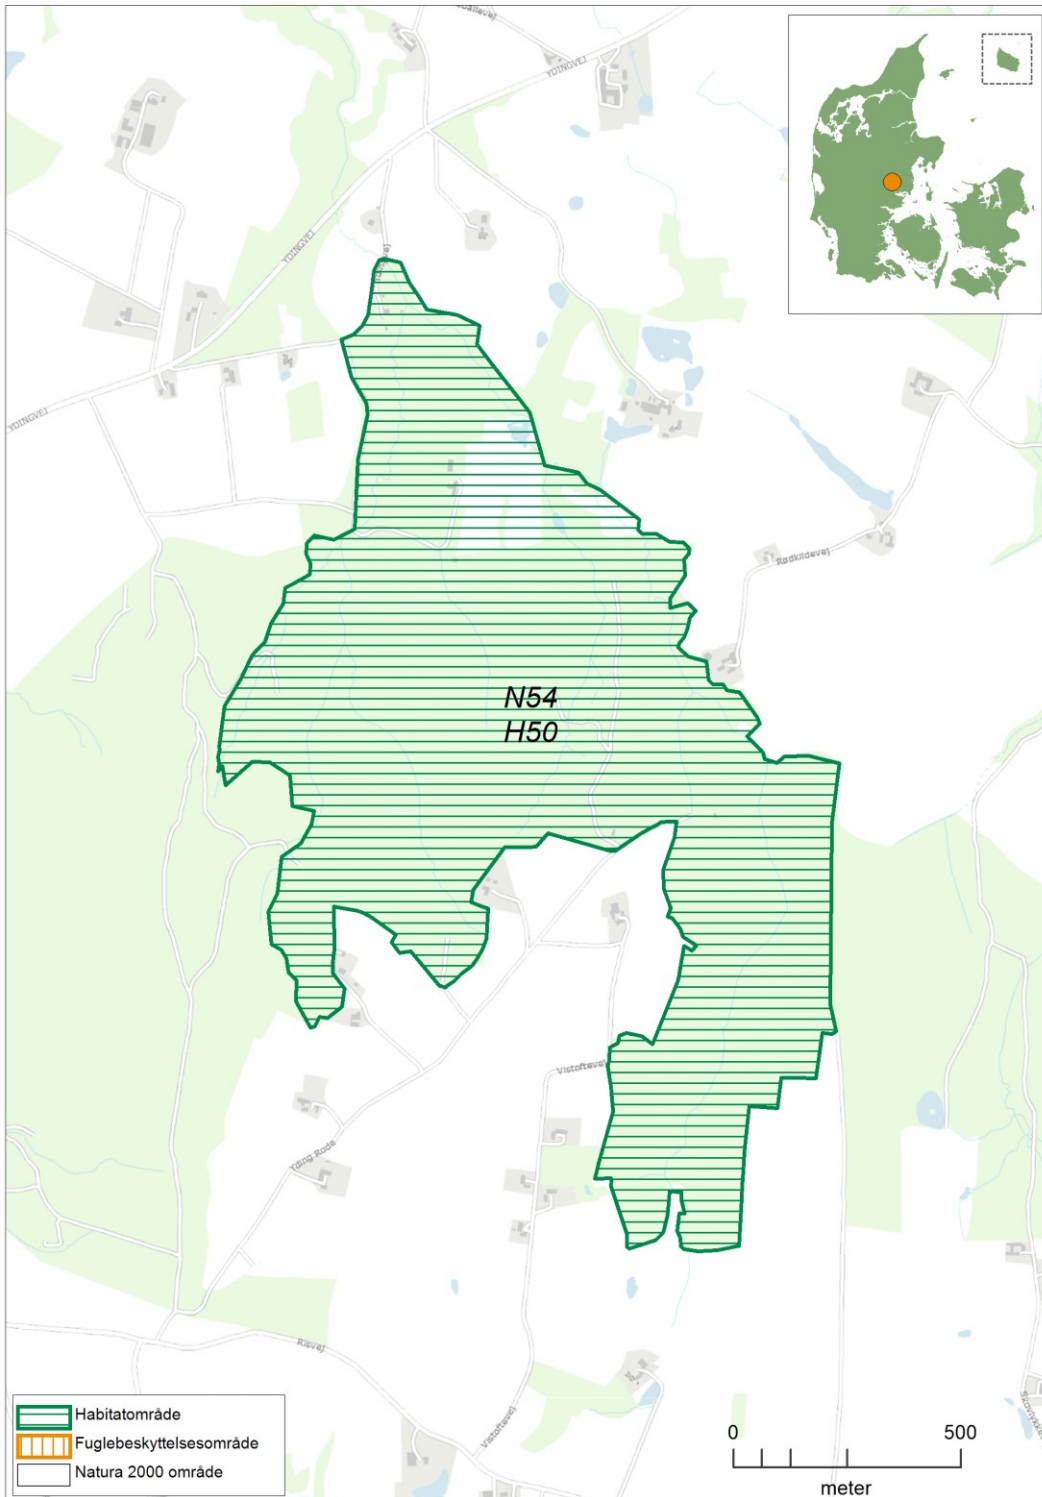 YDINGVEJ
YDINGVEJ
YDINGVEJ
Rødkildevej
N54
H50
Vistoftevej
Yding Rode
Risvej
Vistoftevej
Habitatområde
Fuglebeskyttelsesområde
Natura 2000 område
0 500
meter